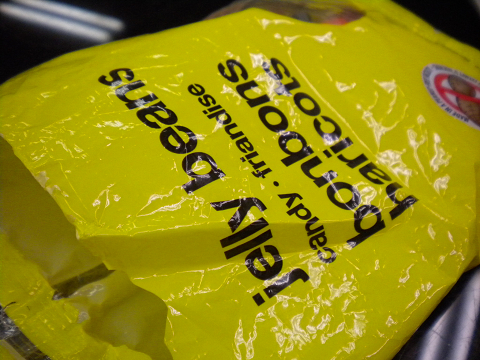 jelly beans
candy • friandise
bonbons
haricots